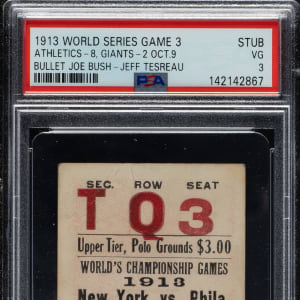 1913 WORLD SERIES GAME 3 STUB
ATHLETICS - 8, GIANTS - 2 OCT.9 VG
BULLET JOE BUSH - JEFF TESREAU 3
PSA 142142867
SEC. ROW SEAT
T Q 3
Upper Tier, Polo Grounds $3.00
WORLD'S CHAMPIONSHIP GAMES
1913
New York vs. Phila